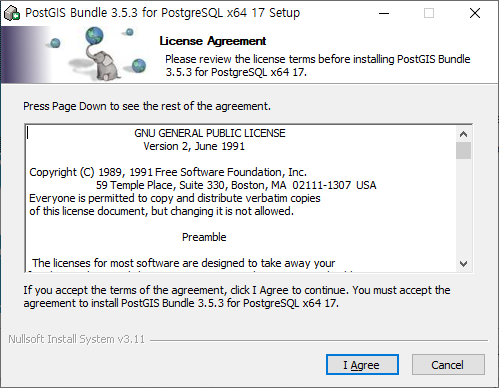 PostGIS Bundle 3.5.3 for PostgreSQL x64 17 Setup
License Agreement
Please review the license terms before installing PostGIS Bundle
3.5.3 for PostgreSQL x64 17.
Press Page Down to see the rest of the agreement.
GNU GENERAL PUBLIC LICENSE
Version 2, June 1991
Copyright (C) 1989, 1991 Free Software Foundation, Inc.
59 Temple Place, Suite 330, Boston, MA 02111-1307 USA
Everyone is permitted to copy and distribute verbatim copies
of this license document, but changing it is not allowed.
Preamble
The licenses for most software are designed to take away your
If you accept the terms of the agreement, click I Agree to continue. You must accept the
agreement to install PostGIS Bundle 3.5.3 for PostgreSQL x64 17.
Nullsoft Install System v3.11
I Agree
Cancel